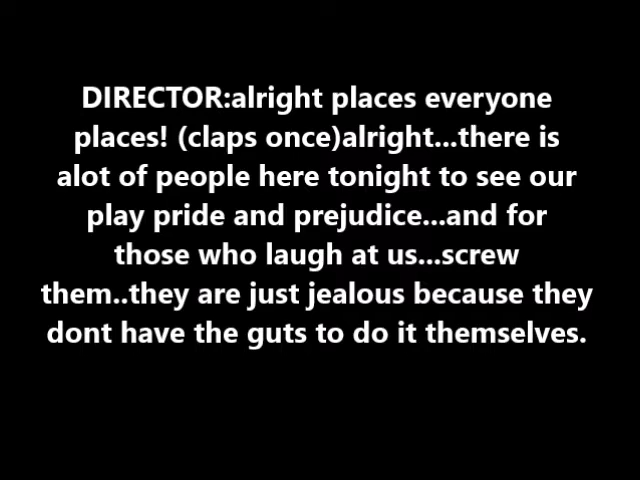 DIRECTOR:alright places everyone
places! (claps once)alright...there is
alot of people here tonight to see our
play pride and prejudice...and for
those who laugh at us...screw
them..they are just jealous because they
dont have the guts to do it themselves.